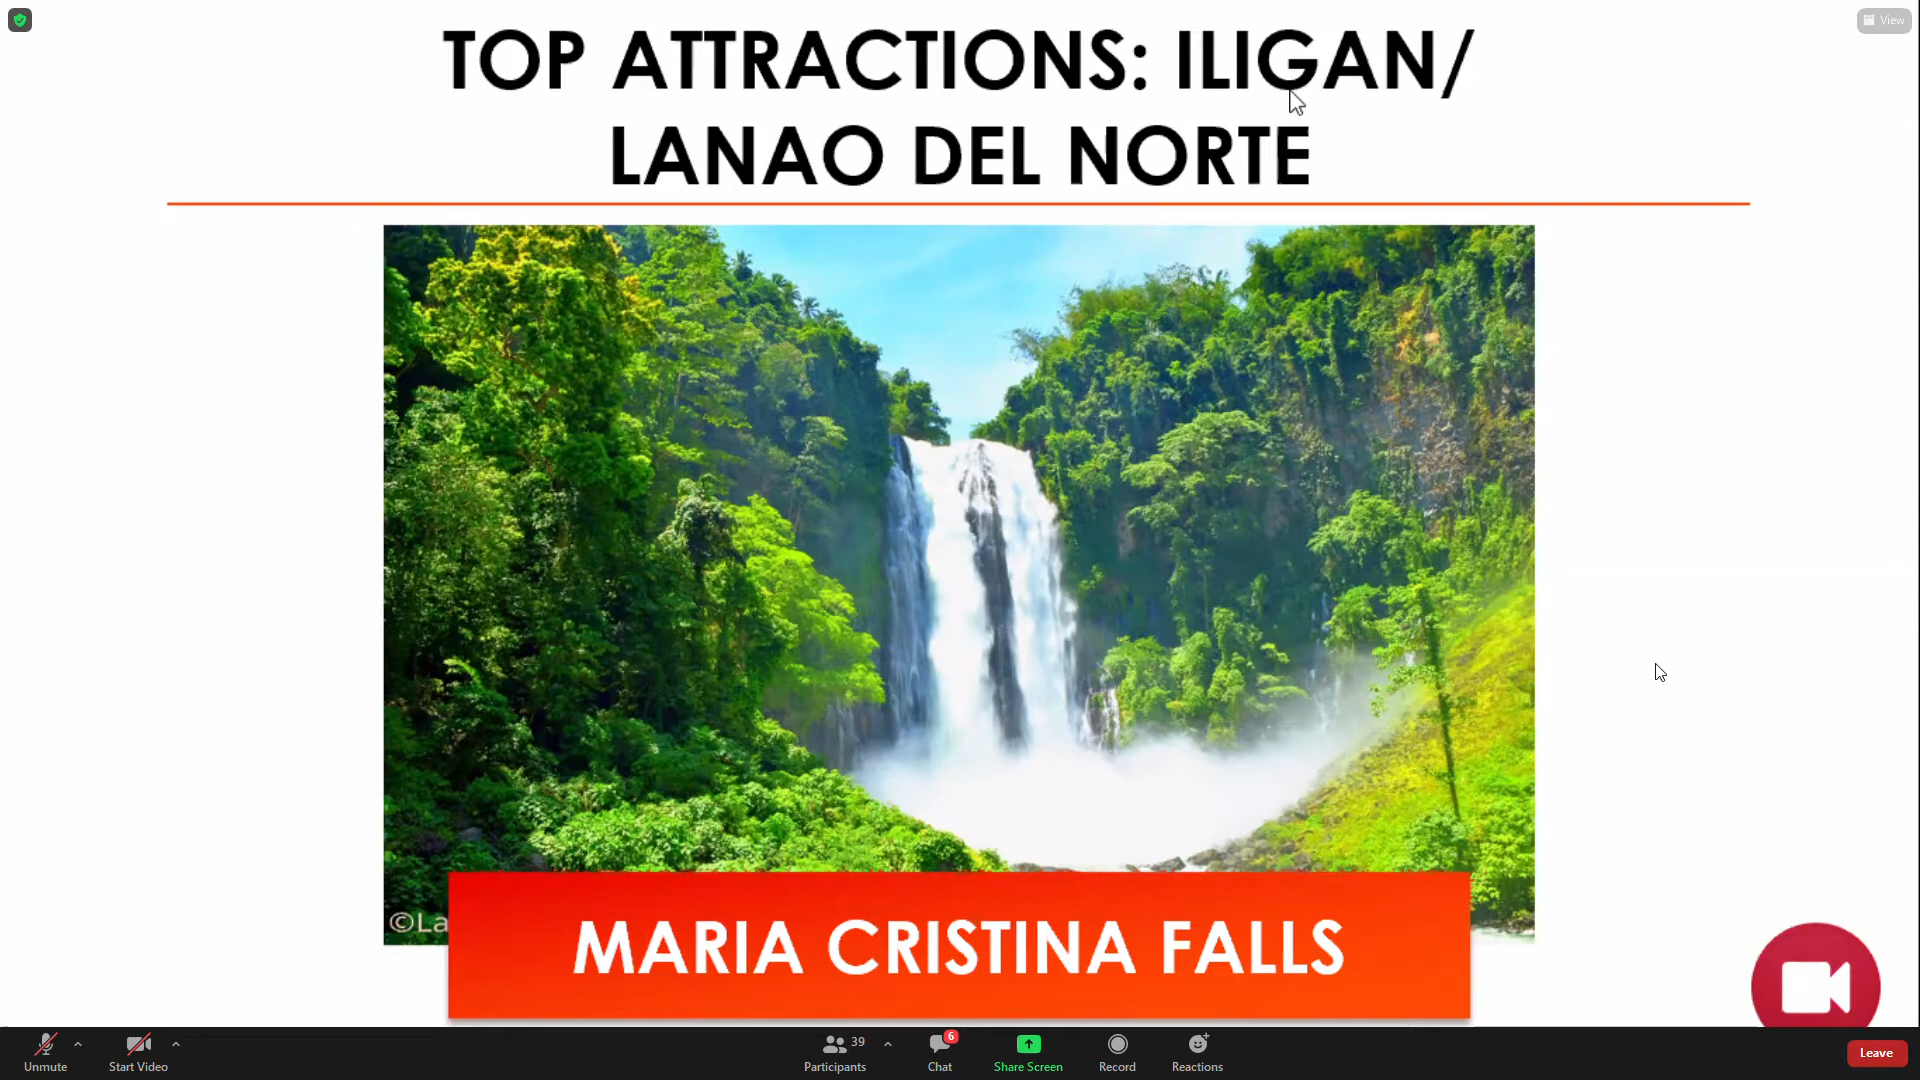 View
TOP ATTRACTIONS: ILIGAN/
LANAO DEL NORTE
©La
MARIA CRISTINA FALLS
Unmute
Start Video
39
Participants
6
Chat
Share Screen
Record
Reactions
Leave